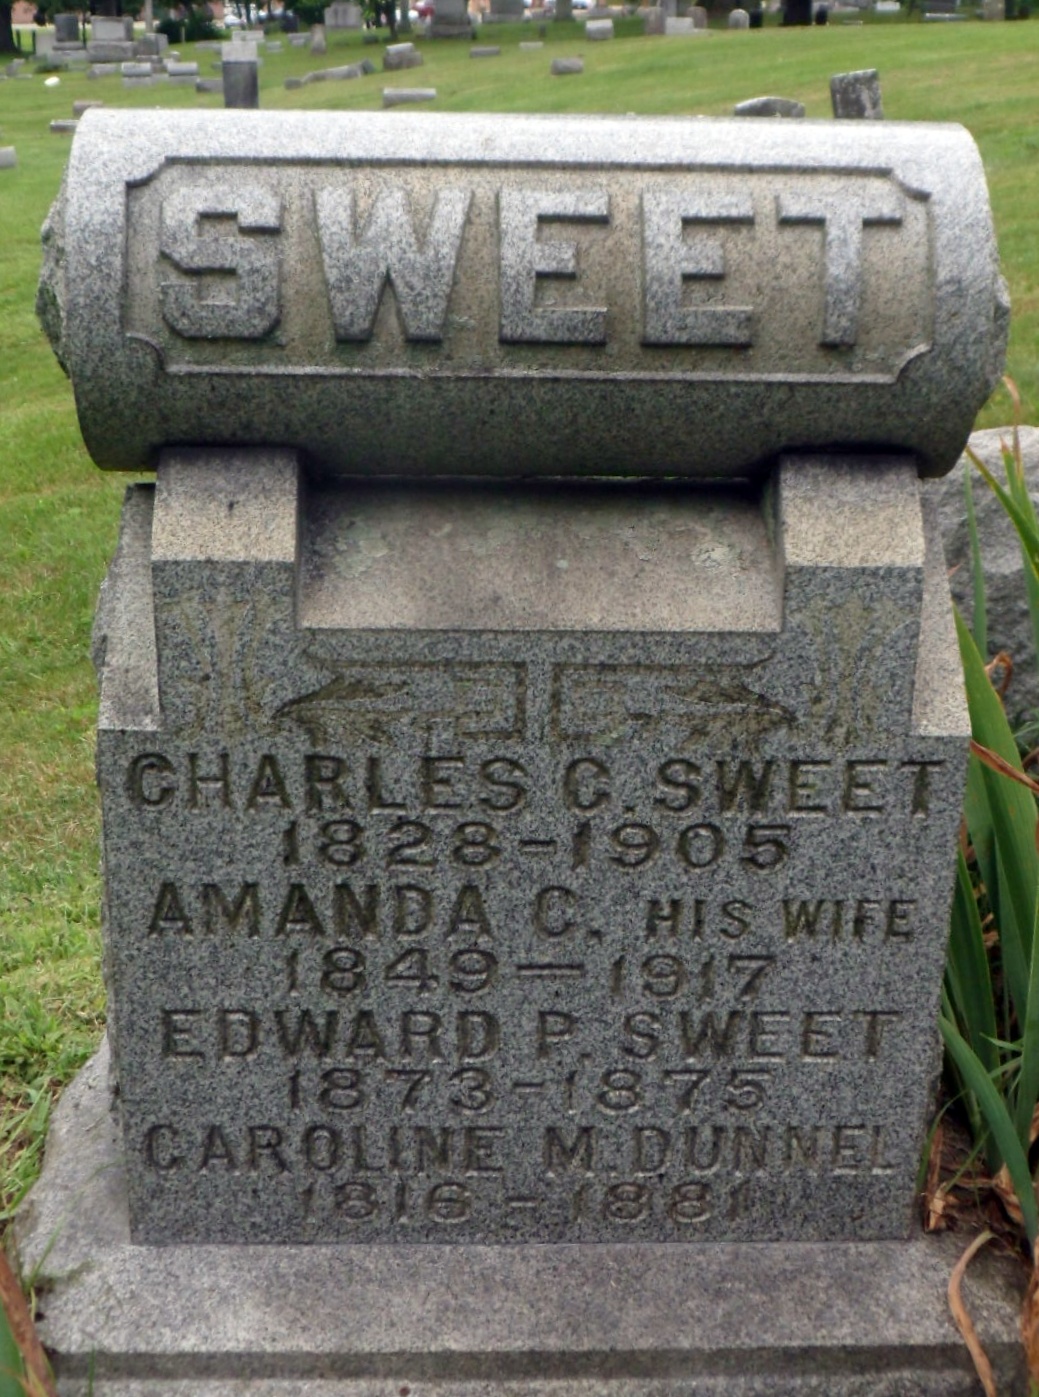 SWEET
CHARLES C. SWEET
1828-1905
AMANDA C. HIS WIFE
1849-1917
EDWARD P. SWEET
1873-1875
CAROLINE M. DUNNEL
1816-1881